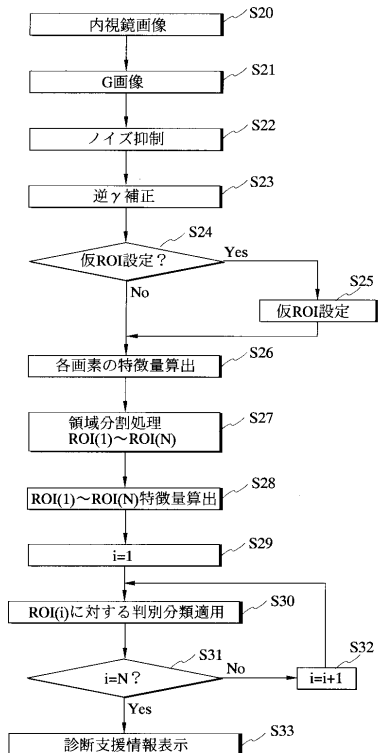 S20
内視鏡画像
S21
G画像
S22
ノイズ抑制
S23
逆γ補正
S24
仮ROI設定？
Yes
No
S25
仮ROI設定
S26
各画素の特徴量算出
S27
領域分割処理
ROI(1)～ROI(N)
S28
ROI(1)～ROI(N)特徴量算出
S29
i=1
S30
ROI(i)に対する判別分類適用
S31
i=N？
No
Yes
S32
i=i+1
S33
診断支援情報表示